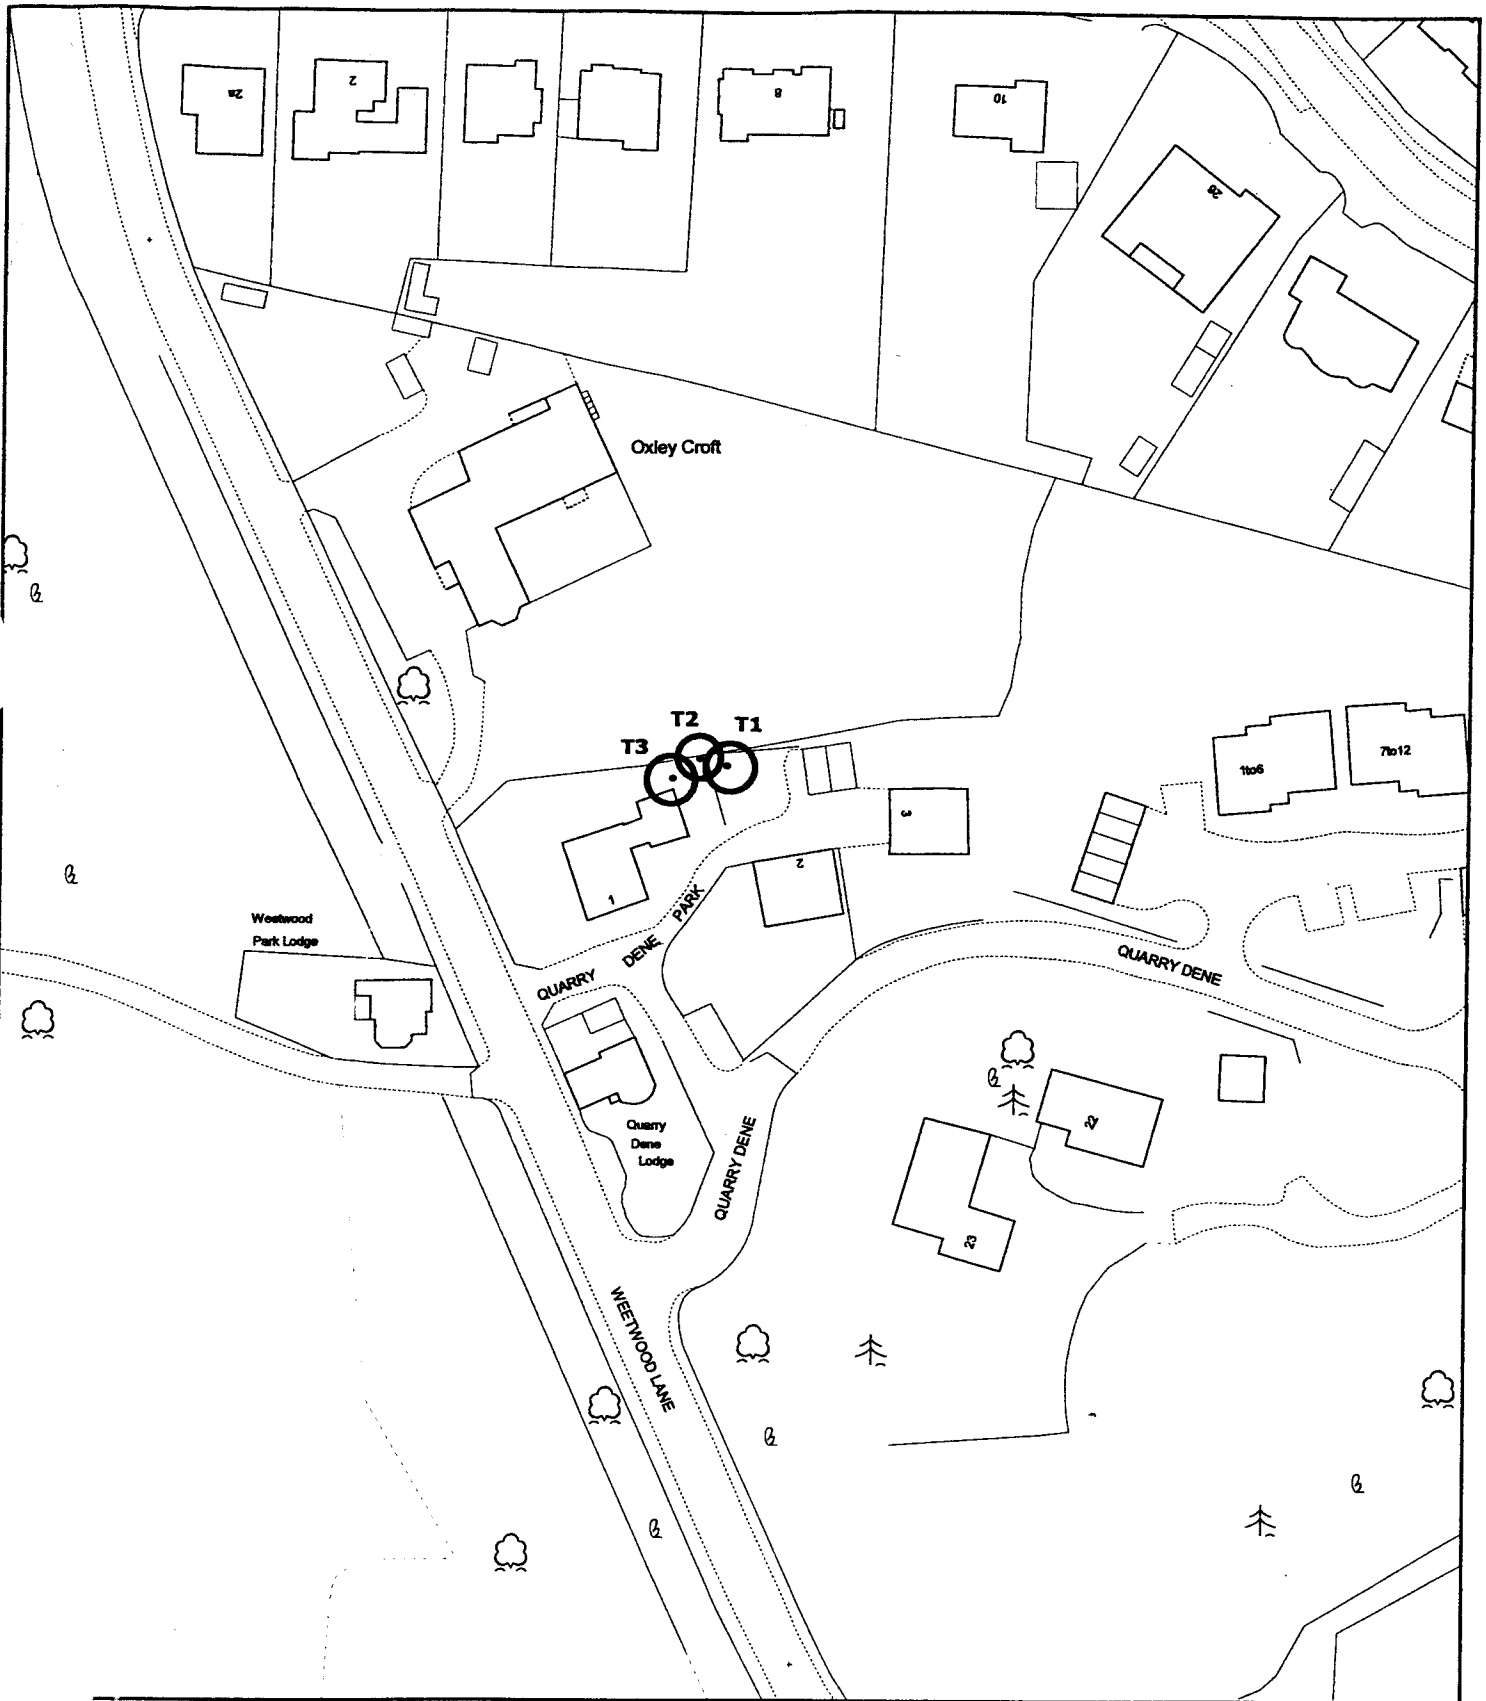 2a
2
8
10
26
Oxley Croft
T2
T1
T3
1to6
7to12
3
2
1
PARK
DENE
QUARRY
Westwood
Park Lodge
QUARRY DENE
22
23
Quarry
Dene
Lodge
QUARRY DENE
WEETWOOD LANE